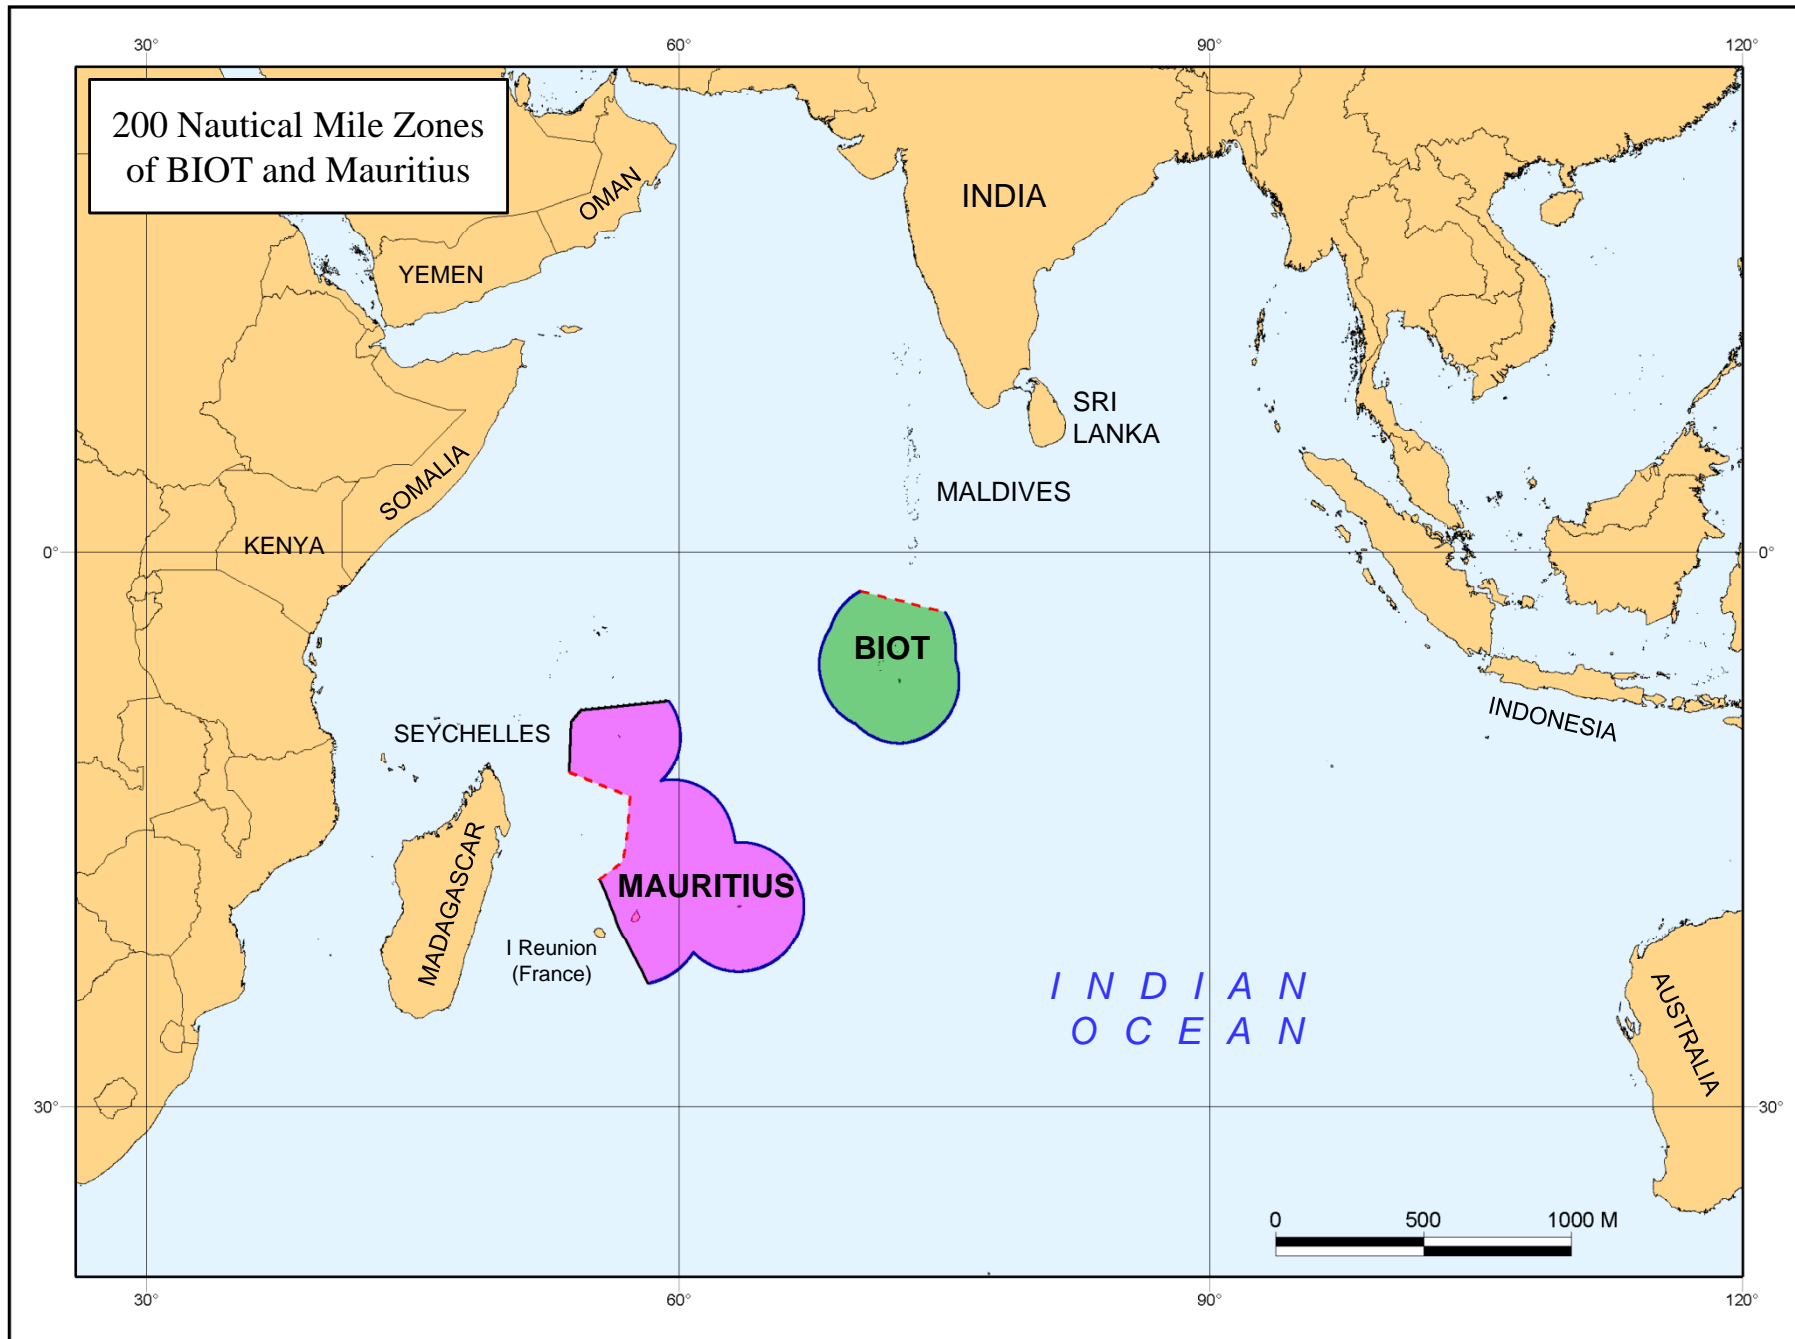 30°
60°
90°
120°
200 Nautical Mile Zones
of BIOT and Mauritius
OMAN
INDIA
YEMEN
SRI
LANKA
SOMALIA
MALDIVES
KENYA
0°
0°
BIOT
SEYCHELLES
INDONESIA
MADAGASCAR
MAURITIUS
I Reunion
(France)
INDIAN
OCEAN
AUSTRALIA
30°
30°
0 500 1000 M
30°
60°
90°
120°